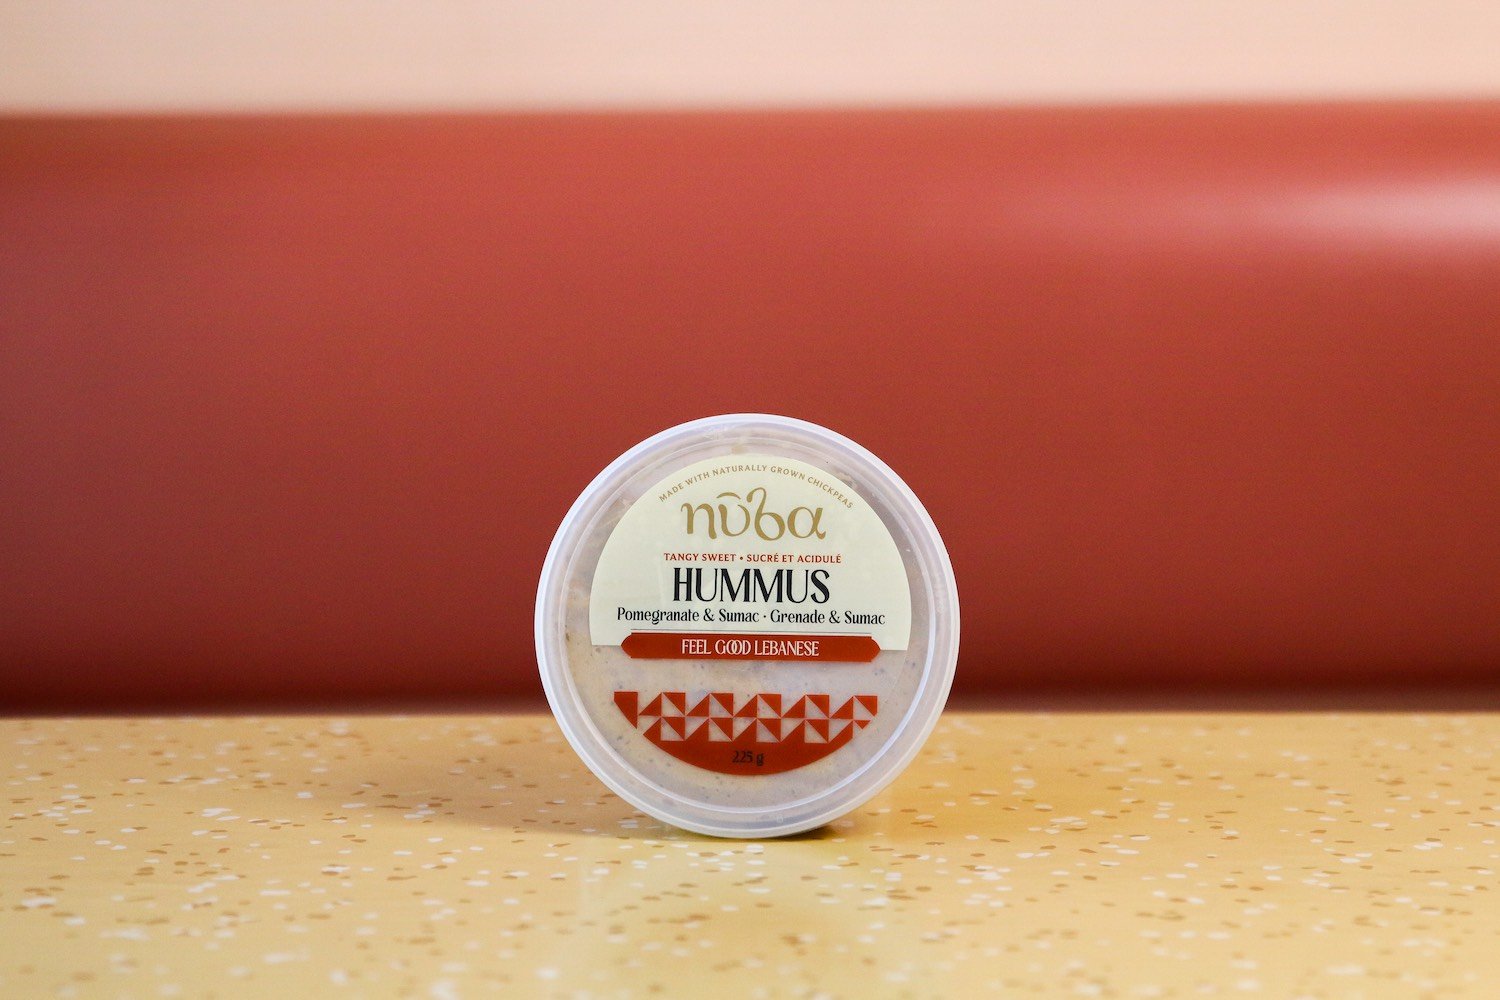 MADE WITH NATURALLY GROWN CHICKPEAS
nūba
TANGY SWEET • SUCRÉ ET ACIDULÉ
HUMMUS
Pomegranate & Sumac · Grenade & Sumac
FEEL GOOD LEBANESE
225 g